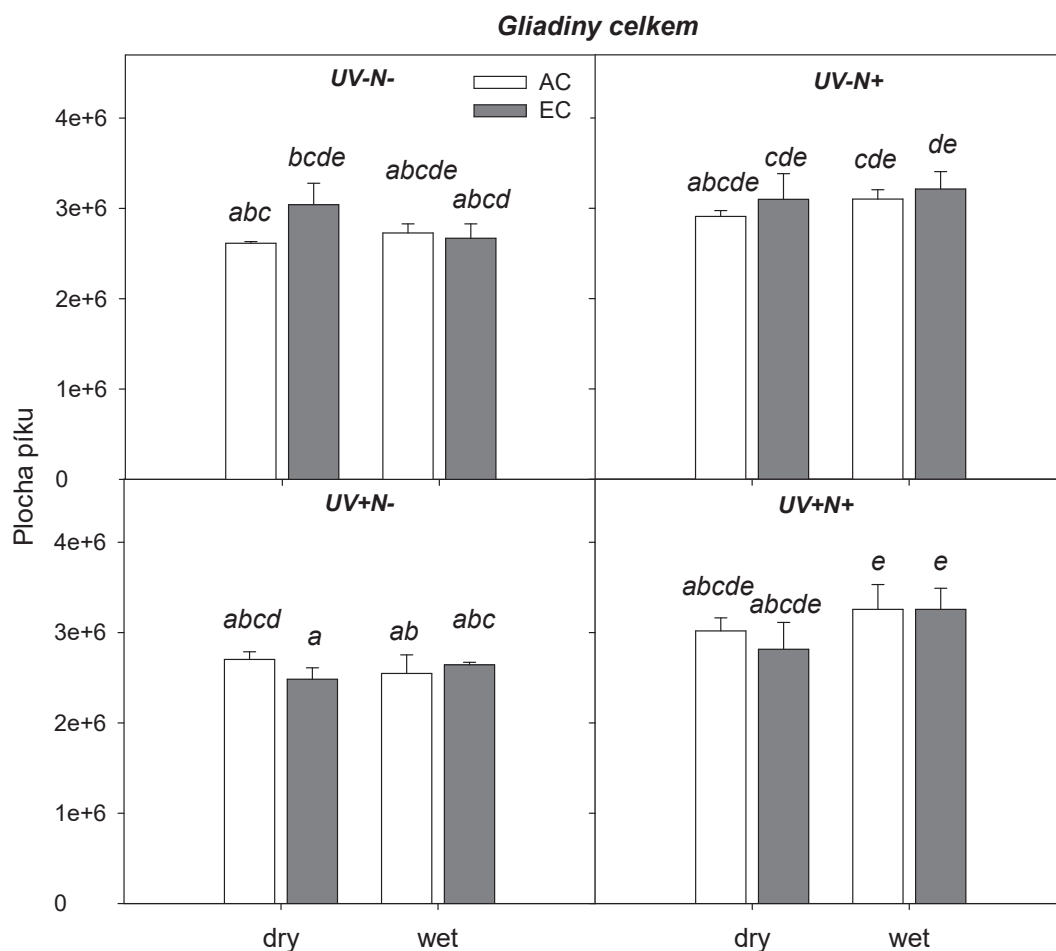 Gliadiny celkem
UV-N-
AC
EC
UV-N+
4e+6
3e+6
2e+6
1e+6
0
abc
bcde
abcde
abcd
abcde
cde
cde
de
Plocha píku
UV+N-
UV+N+
4e+6
3e+6
2e+6
1e+6
0
abcd
a
ab
abc
abcde
abcde
e
e
dry
wet
dry
wet